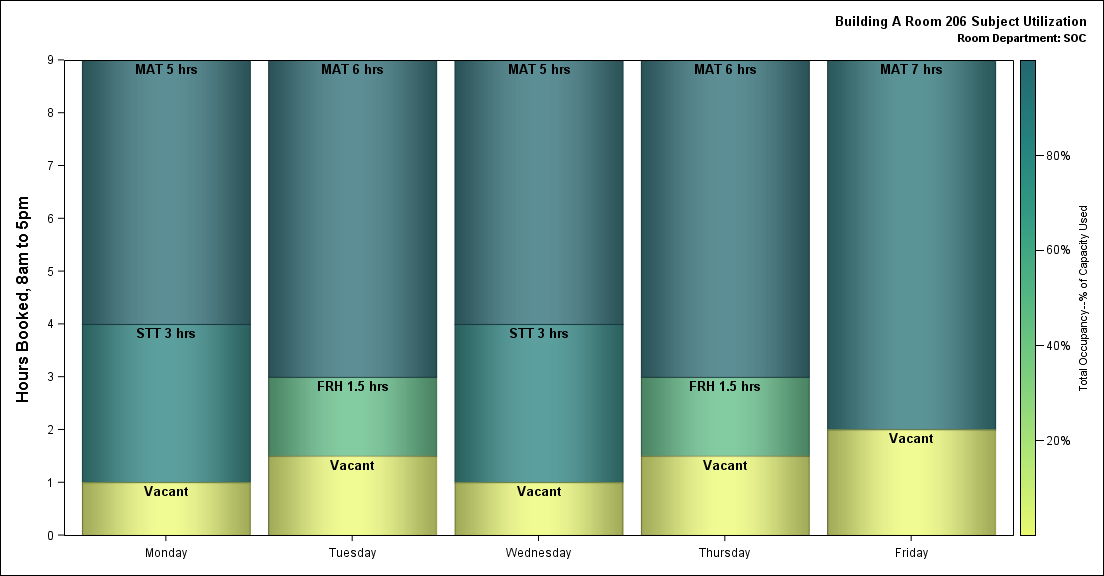 Building A Room 206 Subject Utilization
Room Department: SOC
Hours Booked, 8am to 5pm
9
8
7
6
5
4
3
2
1
0
MAT 5 hrs
STT 3 hrs
Vacant
MAT 6 hrs
FRH 1.5 hrs
Vacant
MAT 5 hrs
STT 3 hrs
Vacant
MAT 6 hrs
FRH 1.5 hrs
Vacant
MAT 7 hrs
Vacant
Monday
Tuesday
Wednesday
Thursday
Friday
80%
60%
40%
20%
Total Occupancy--% of Capacity Used